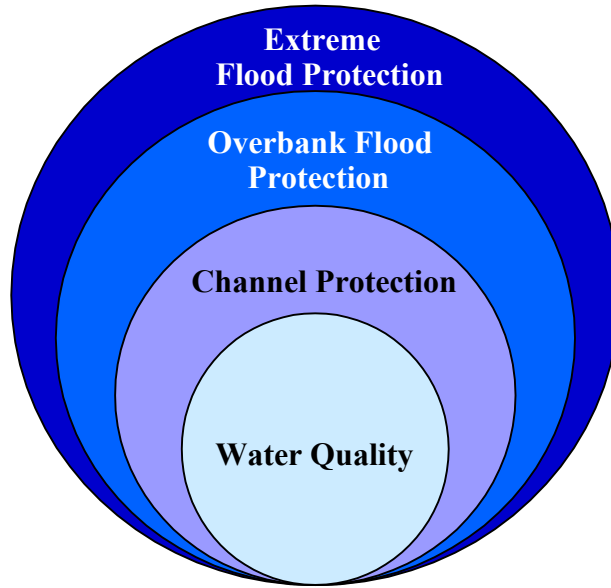 Extreme
Flood Protection
Overbank Flood
Protection
Channel Protection
Water Quality